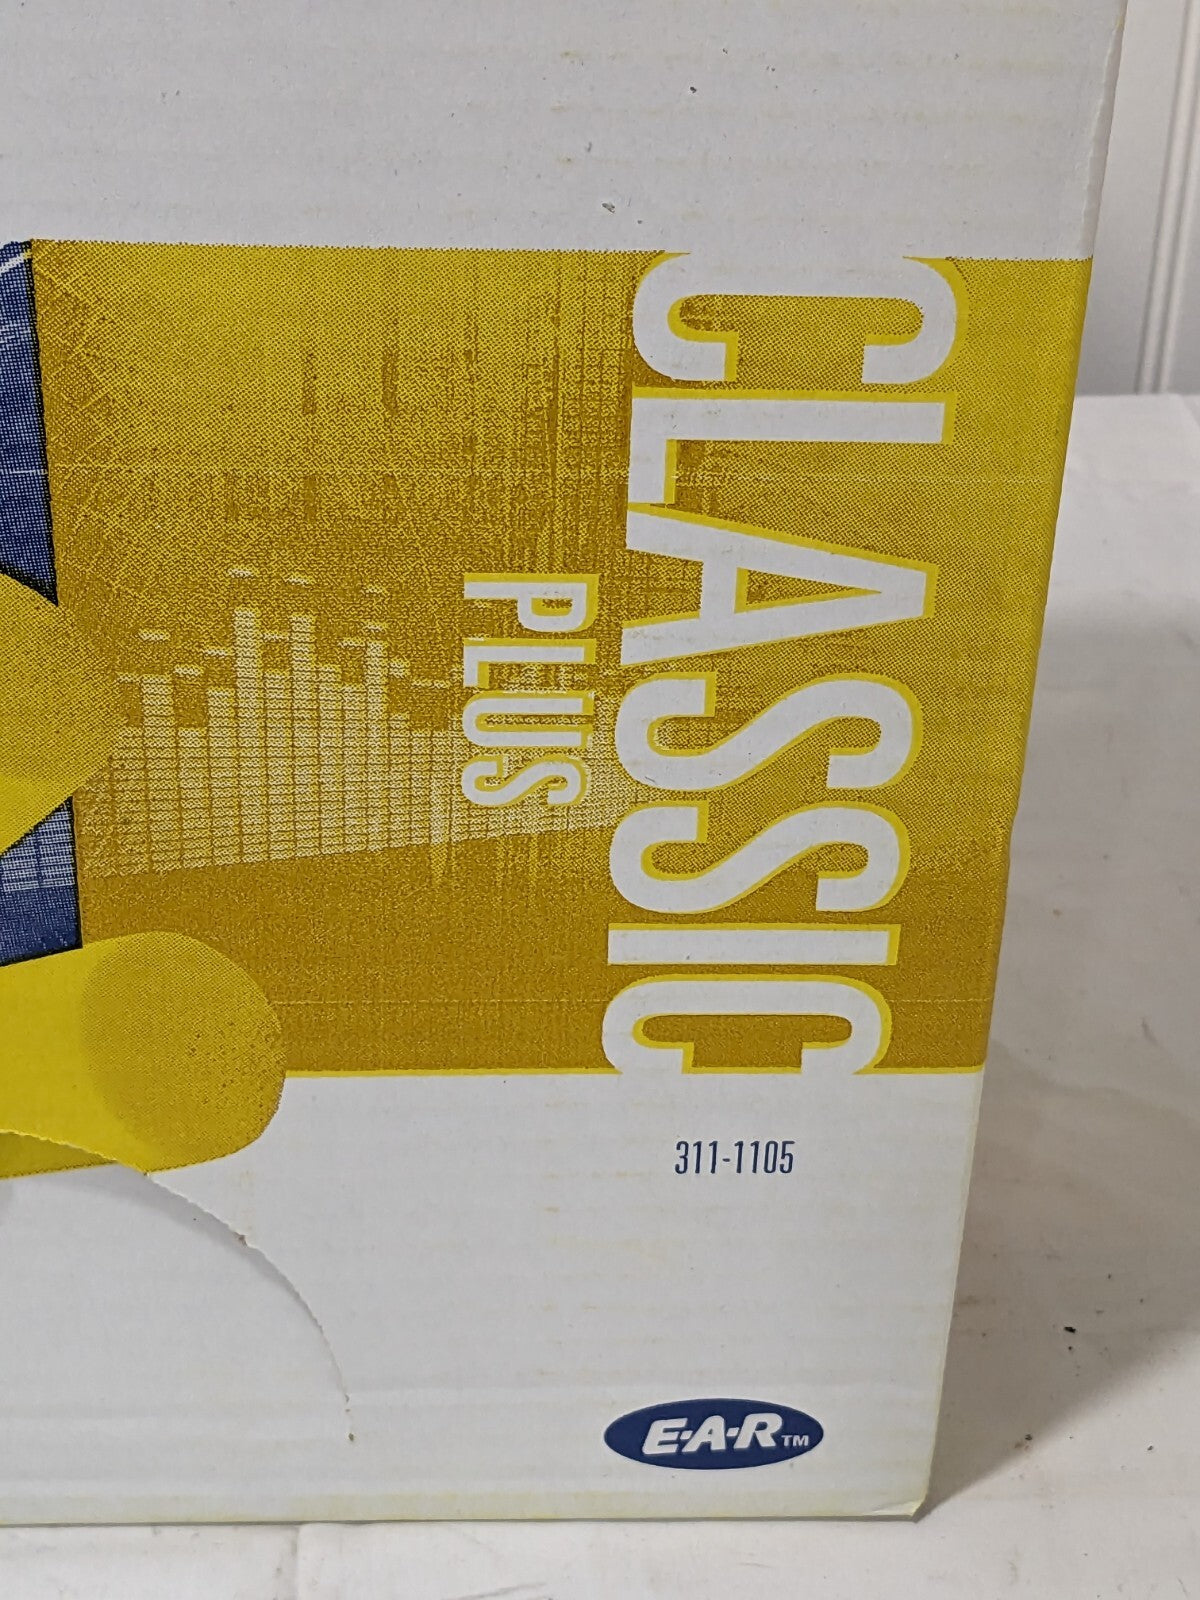 CLASSIC
PLUS
311-1105
E·A·R™